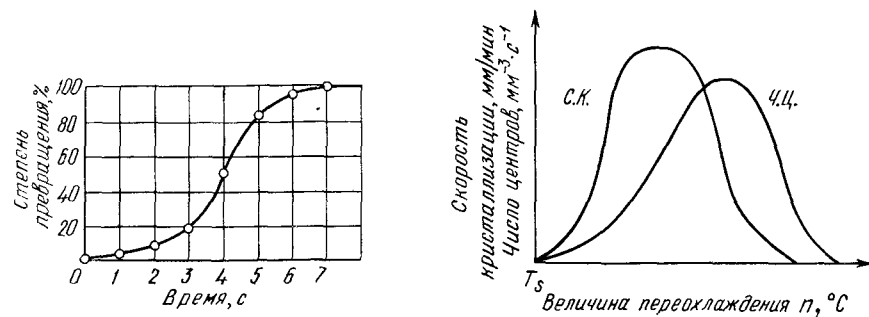 Степень
превращения, %
100
80
60
40
20
0 1 2 3 4 5 6 7
Время, с
Скорость
кристаллизации, мм/мин
Число центров, мм⁻³·с⁻¹
С.К.
Ч.Ц.
Tₛ
Величина переохлаждения n, °С